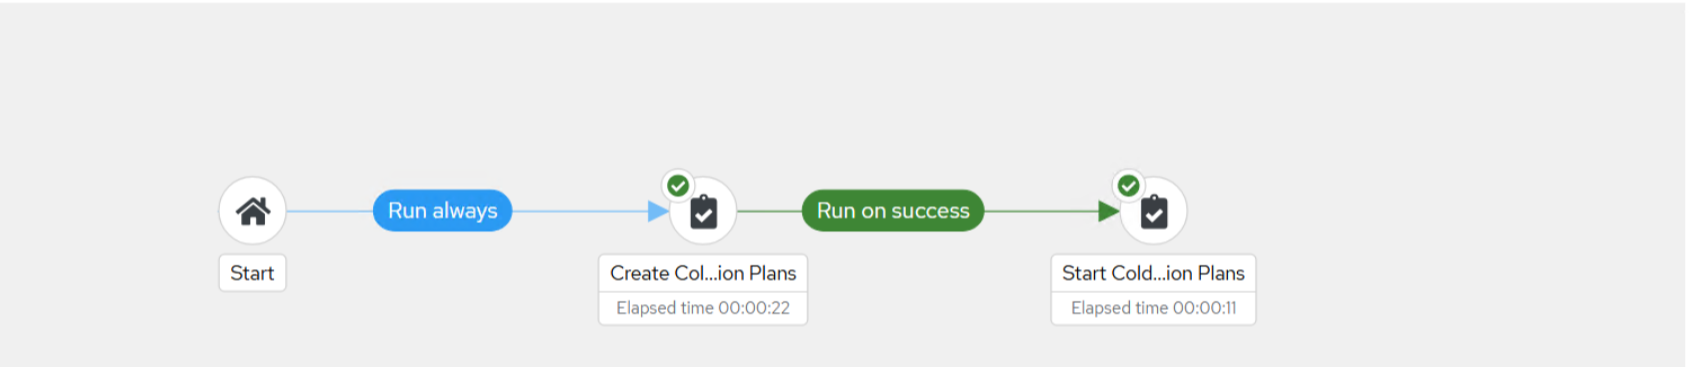 Run always
Run on success
Start
Create Col...ion Plans
Start Cold...ion Plans
Elapsed time 00:00:22
Elapsed time 00:00:11